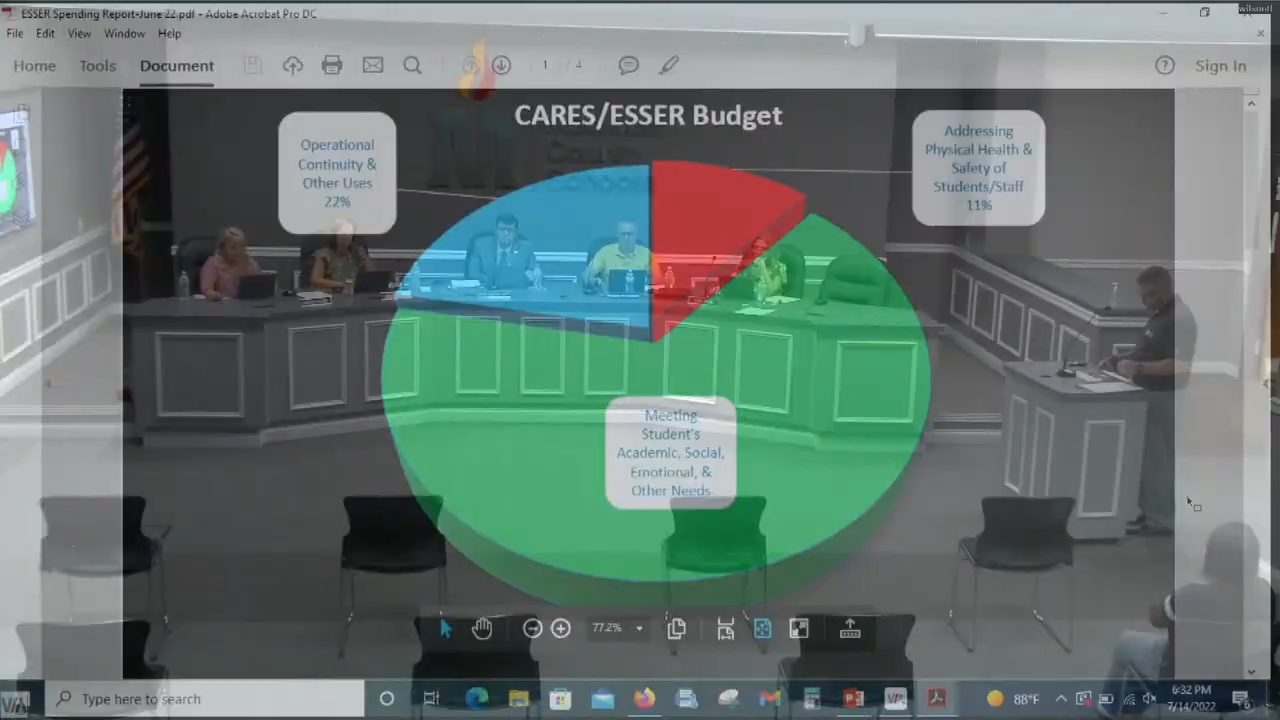 ESSER Spending Report-June 22.pdf - Adobe Acrobat Pro DC
wilsontl
File Edit View Window Help
Home Tools Document 1 / 4 Sign In
CARES/ESSER Budget
Operational
Continuity &
Other Uses
22%
Addressing
Physical Health &
Safety of
Students/Staff
11%
Meeting
Student's
Academic, Social,
Emotional, &
Other Needs
77.2%
Type here to search
88°F
6:32 PM
7/14/2022